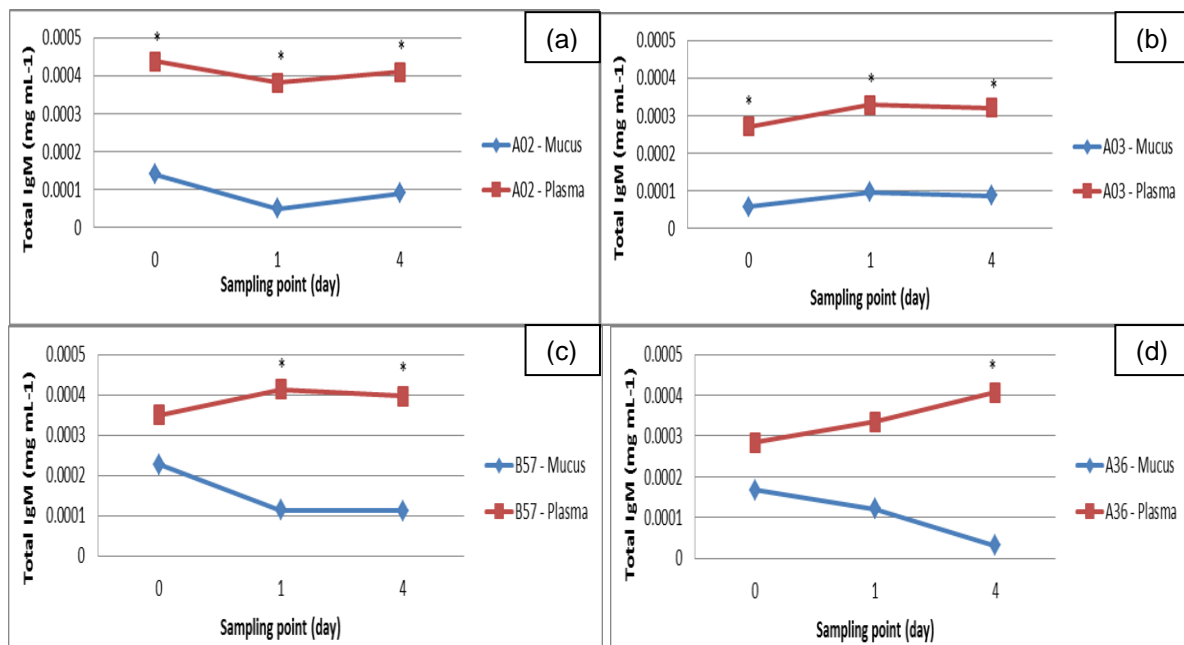 (a)
Total IgM (mg mL-1)
0.0005
0.0004
0.0003
0.0002
0.0001
0
* * *
0 1 4
Sampling point (day)
A02 - Mucus
A02 - Plasma
(b)
Total IgM (mg mL-1)
0.0005
0.0004
0.0003
0.0002
0.0001
0
* * *
0 1 4
Sampling point (day)
A03 - Mucus
A03 - Plasma
(c)
Total IgM (mg mL-1)
0.0005
0.0004
0.0003
0.0002
0.0001
0
* *
0 1 4
Sampling point (day)
B57 - Mucus
B57 - Plasma
(d)
Total IgM (mg mL-1)
0.0005
0.0004
0.0003
0.0002
0.0001
0
*
0 1 4
Sampling point (day)
A36 - Mucus
A36 - Plasma